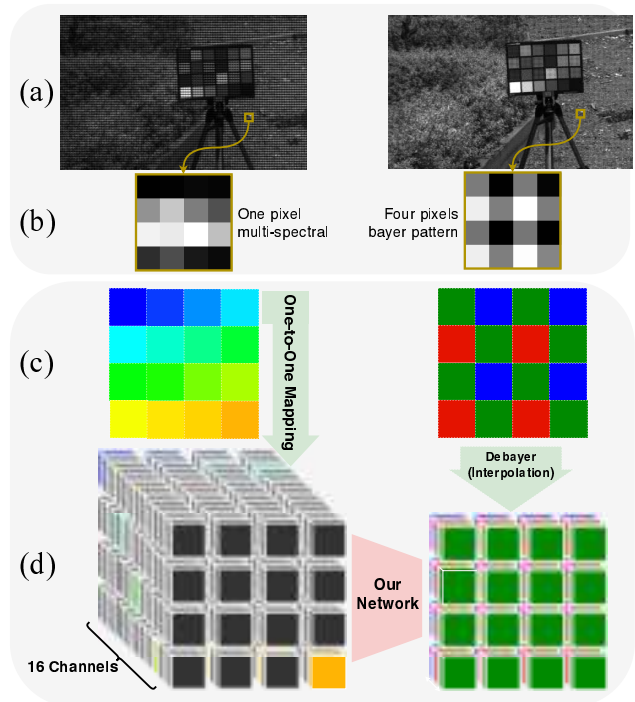 (a)
(b)
One pixel
multi-spectral
Four pixels
bayer pattern
(c)
One-to-One Mapping
Debayer
(Interpolation)
(d)
Our
Network
16 Channels